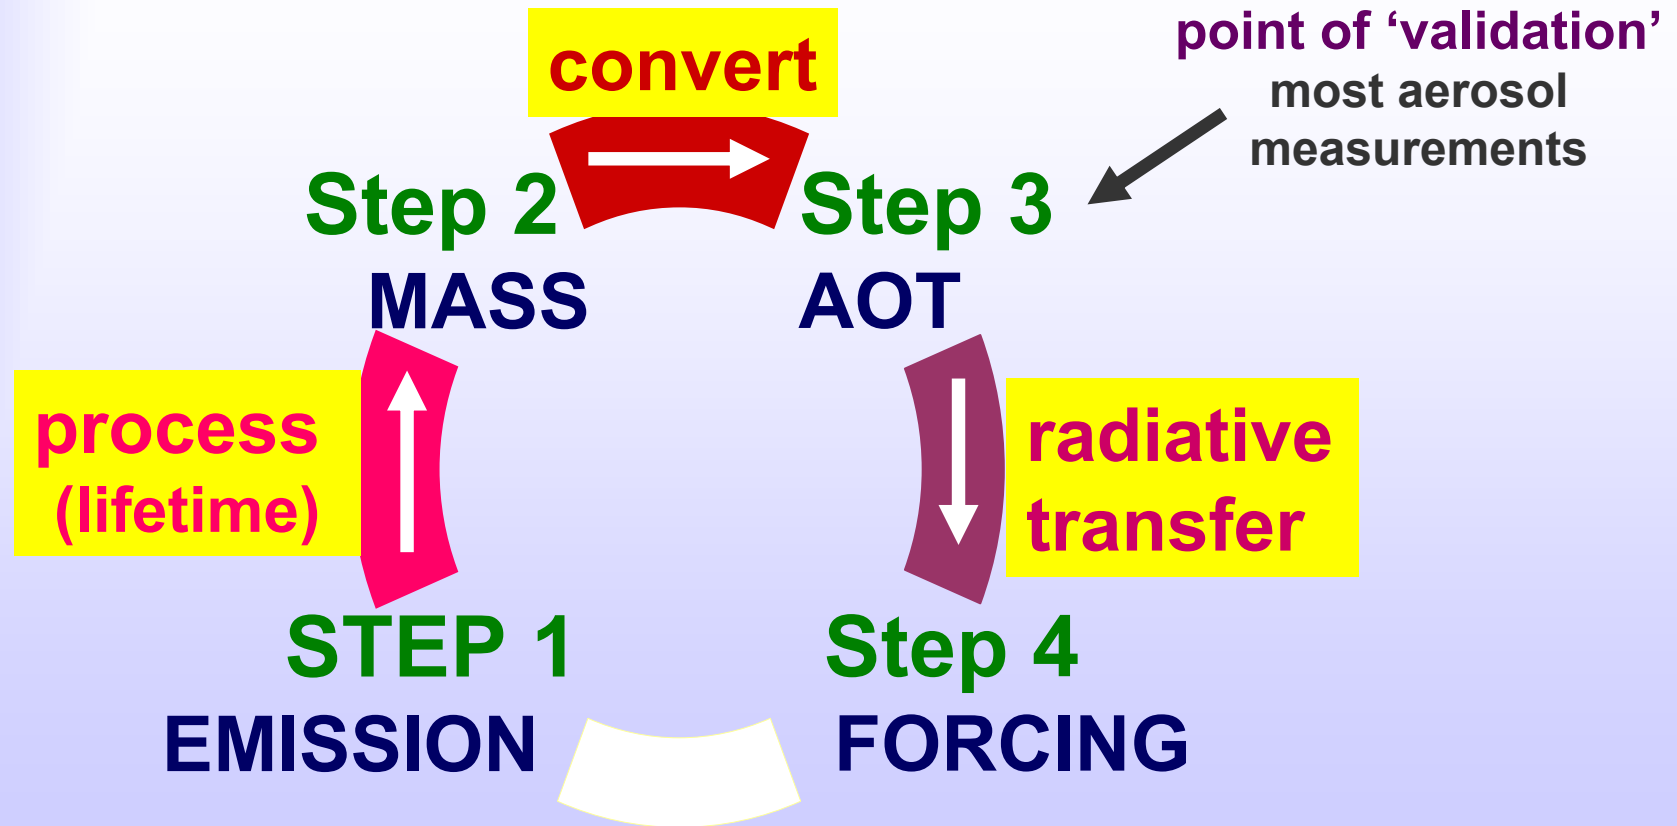 convert
point of ‘validation’
most aerosol
measurements
Step 2
Step 3
MASS
AOT
process
(lifetime)
radiative
transfer
STEP 1
Step 4
EMISSION
FORCING